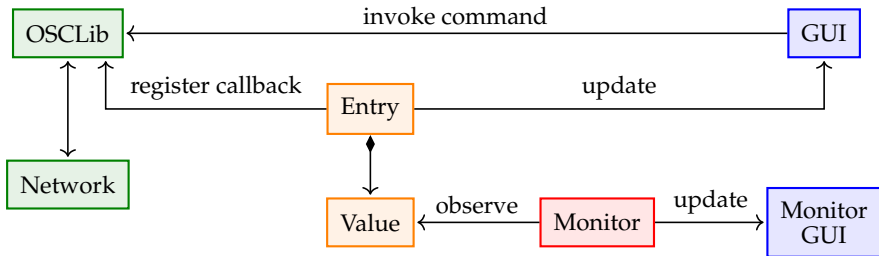 invoke command
OSCLib
GUI
register callback
Entry
update
Network
Value
observe
Monitor
update
Monitor
GUI